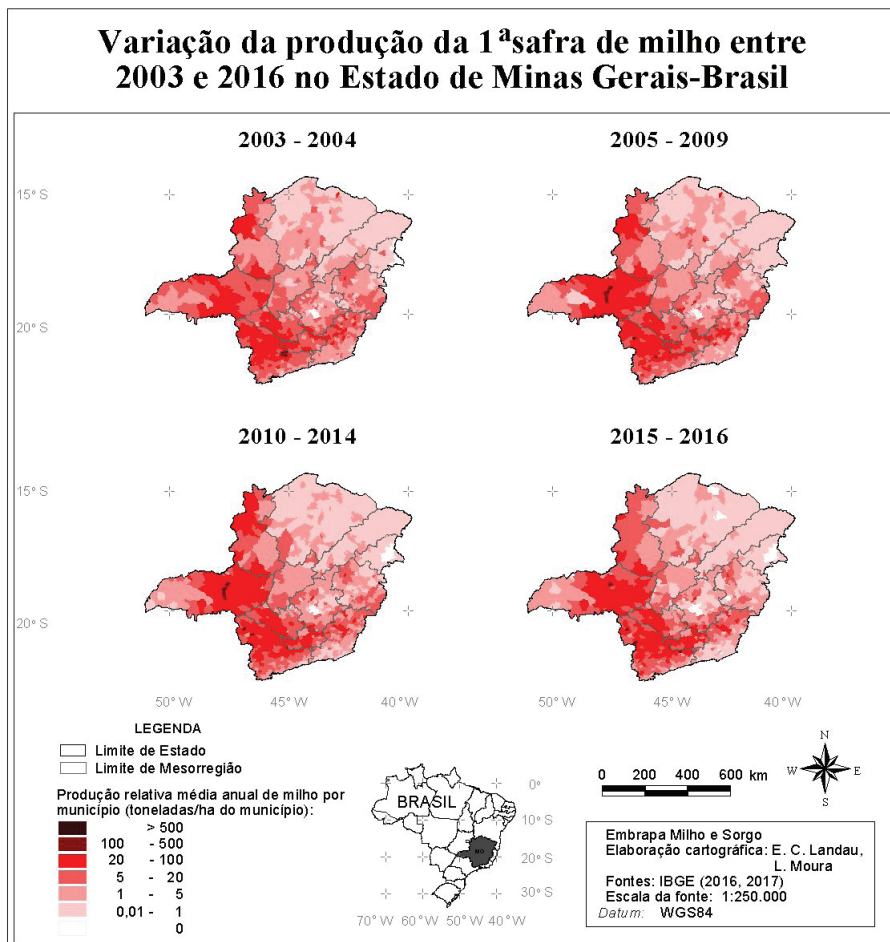 Variação da produção da 1ªsafra de milho entre
2003 e 2016 no Estado de Minas Gerais-Brasil
2003 - 2004
2005 - 2009
15° S
20° S
2010 - 2014
2015 - 2016
15° S
20° S
50° W
45° W
40° W
50° W
45° W
40° W
LEGENDA
Limite de Estado
Limite de Mesorregião
Produção relativa média anual de milho por
município (toneladas/ha do município):
> 500
100 - 500
20 - 100
5 - 20
1 - 5
0,01 - 1
0
BRASIL
MG
0°
10° S
20° S
30° S
70° W
60° W
50° W
40° W
0 200 400 600 km
N
W
E
S
Embrapa Milho e Sorgo
Elaboração cartográfica: E. C. Landau,
L. Moura
Fontes: IBGE (2016, 2017)
Escala da fonte: 1:250.000
Datum: WGS84